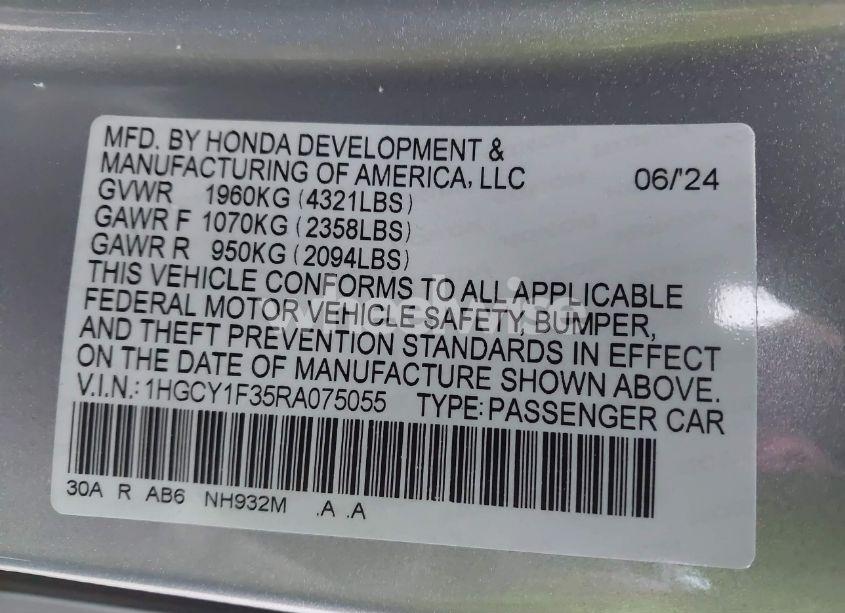 MFD. BY HONDA DEVELOPMENT &
MANUFACTURING OF AMERICA, LLC 06/'24
GVWR 1960KG (4321LBS)
GAWR F 1070KG (2358LBS)
GAWR R 950KG (2094LBS)
THIS VEHICLE CONFORMS TO ALL APPLICABLE
FEDERAL MOTOR VEHICLE SAFETY BUMPER,
AND THEFT PREVENTION STANDARDS IN EFFECT
ON THE DATE OF MANUFACTURE SHOWN ABOVE.
V.I.N.: 1HGCY1F35RA075055 TYPE: PASSENGER CAR
30A R AB6 NH932M .A .A